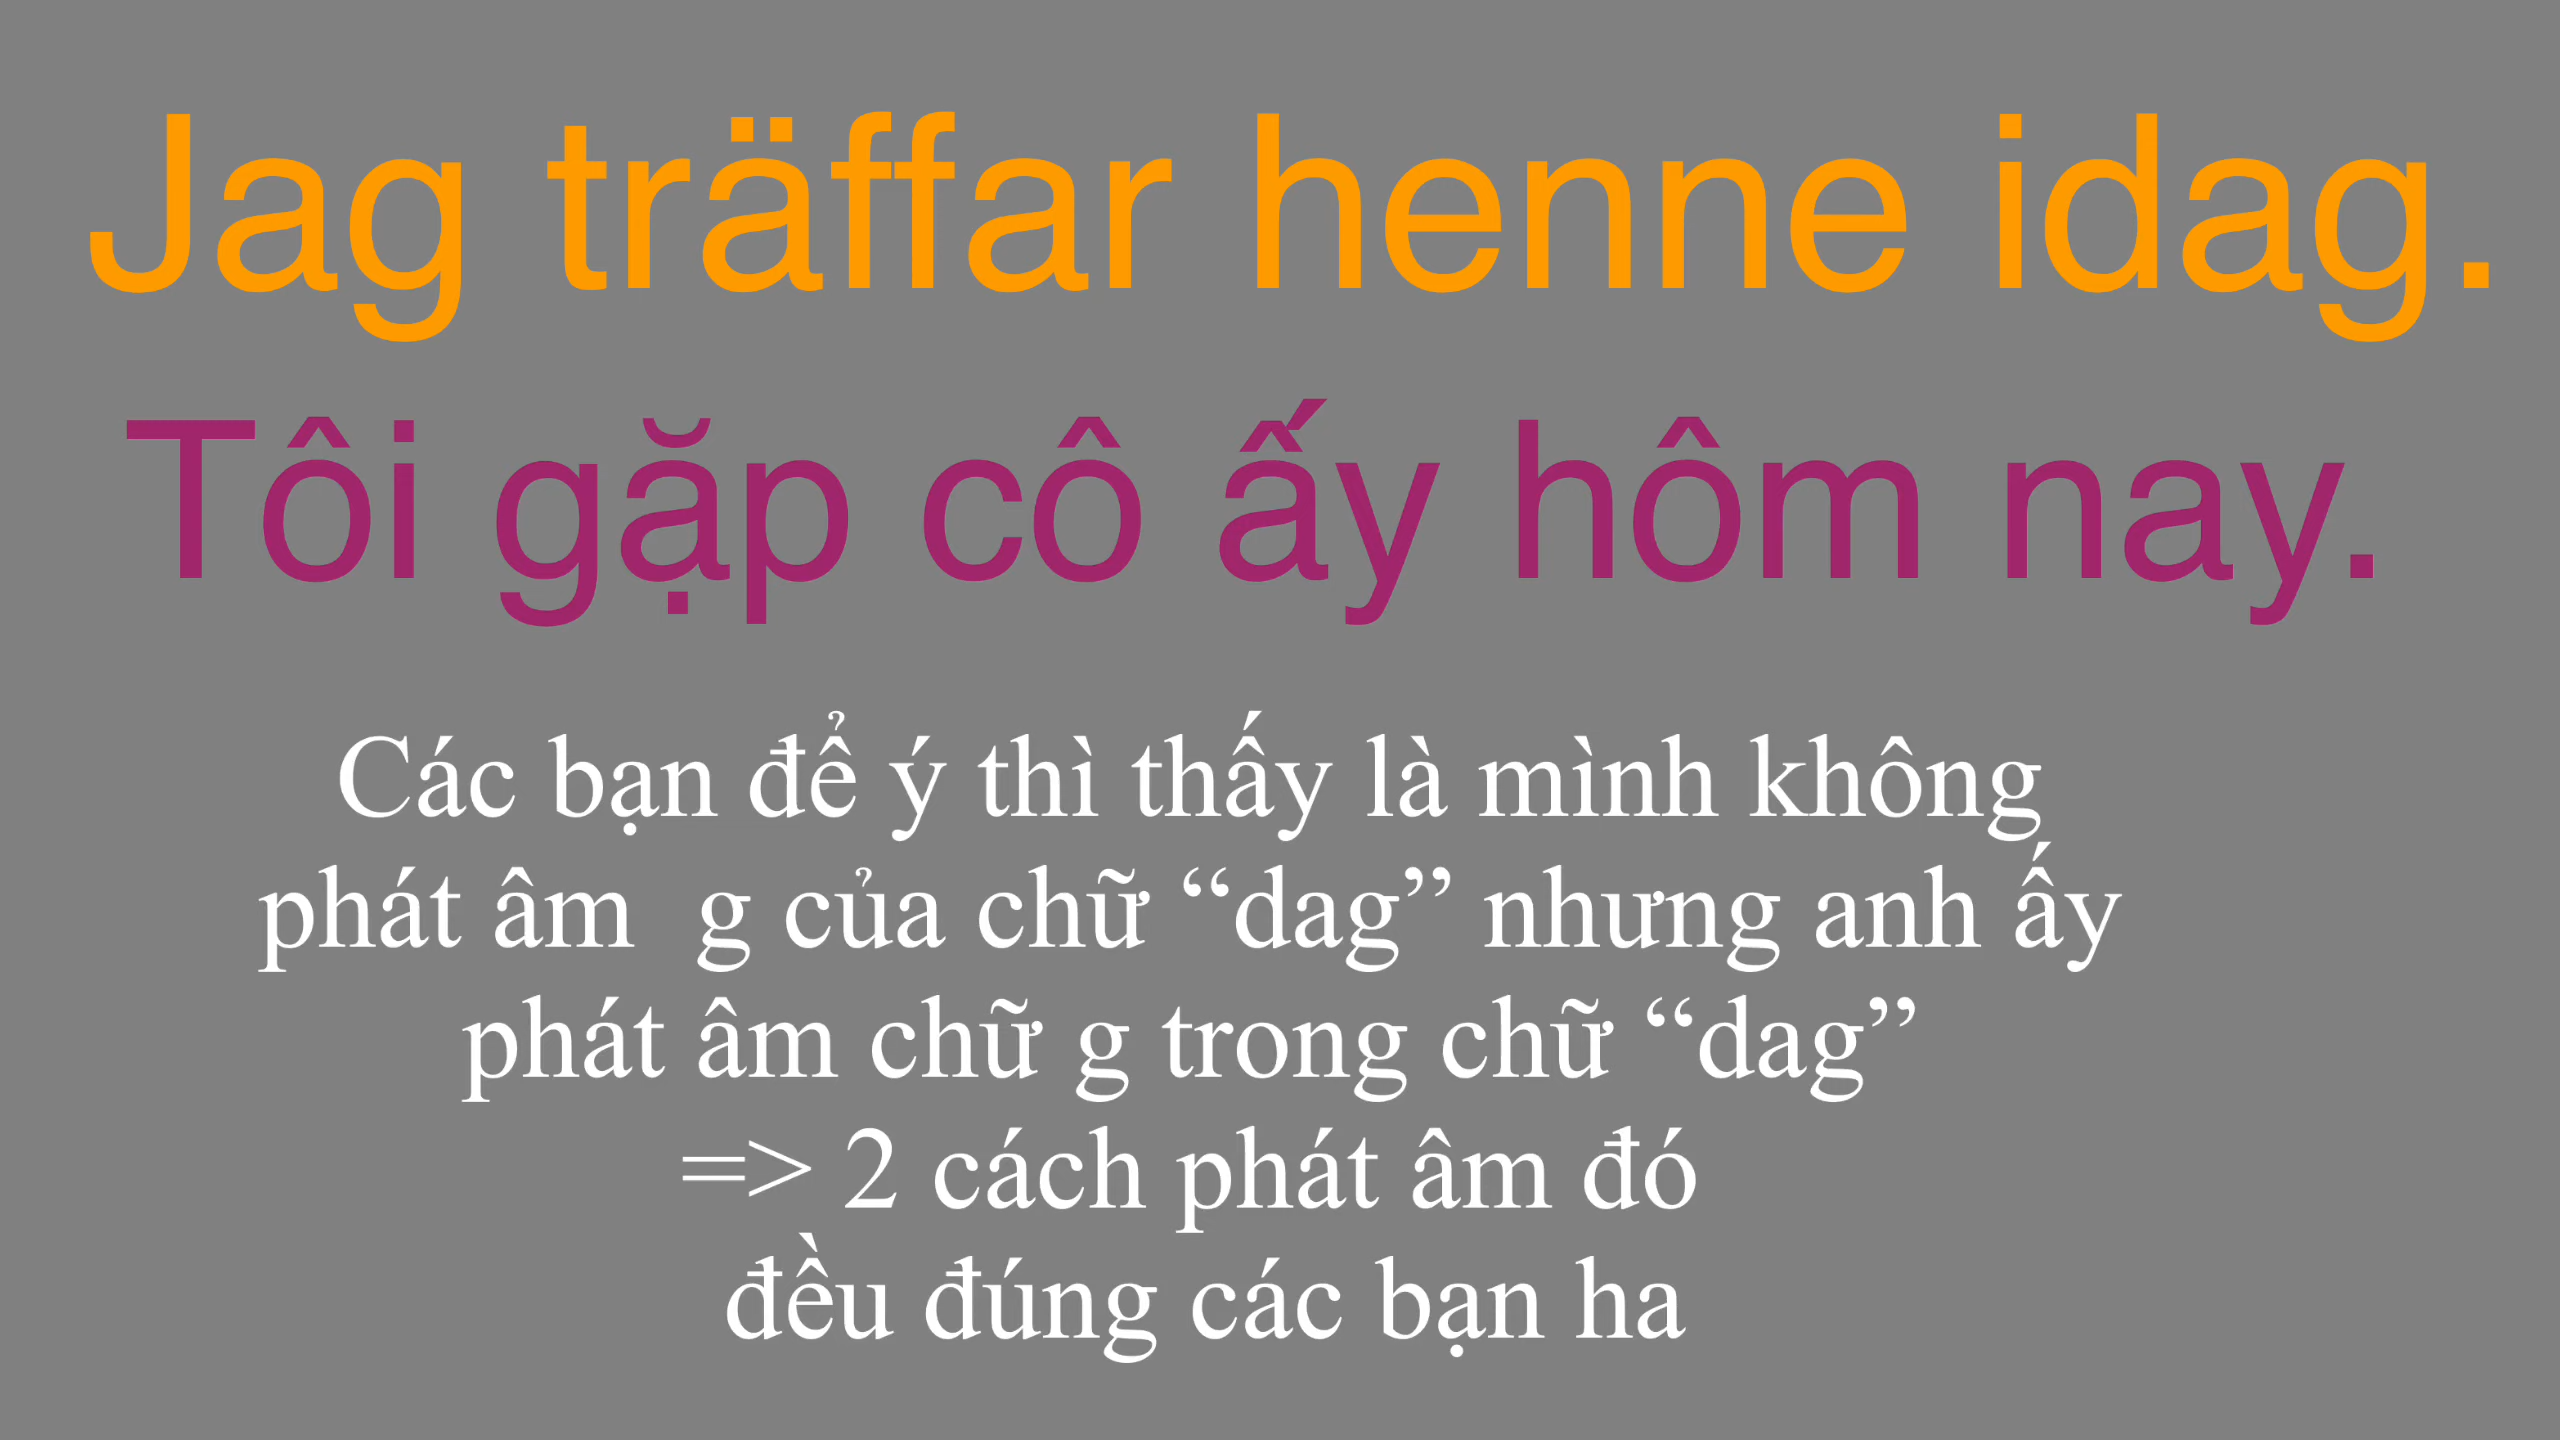 Jag träffar henne idag.
Tôi gặp cô ấy hôm nay.
Các bạn để ý thì thấy là mình không
phát âm  g của chữ “dag” nhưng anh ấy
phát âm chữ g trong chữ “dag”
=> 2 cách phát âm đó
đều đúng các bạn ha